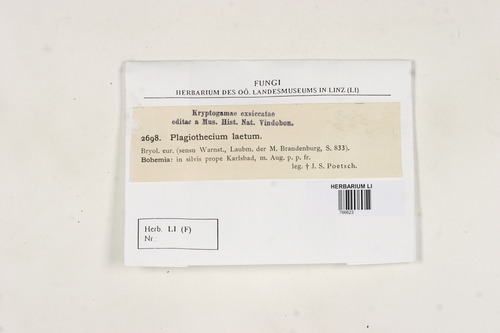 FUNGI
HERBARIUM DES OÖ. LANDESMUSEUMS IN LINZ (LI)
Kryptogamae exsiccatae
editae a Mus. Hist. Nat. Vindobon.
2698. Plagiothecium laetum.
Bryol. eur. (sensu Warnst., Laubm. der M. Brandenburg, S. 833).
Bohemia: in silvis prope Karlsbad, m. Aug. p. p. fr.
leg. † J. S. Poetsch.
HERBARIUM LI
Herb. LI (F)
Nr: